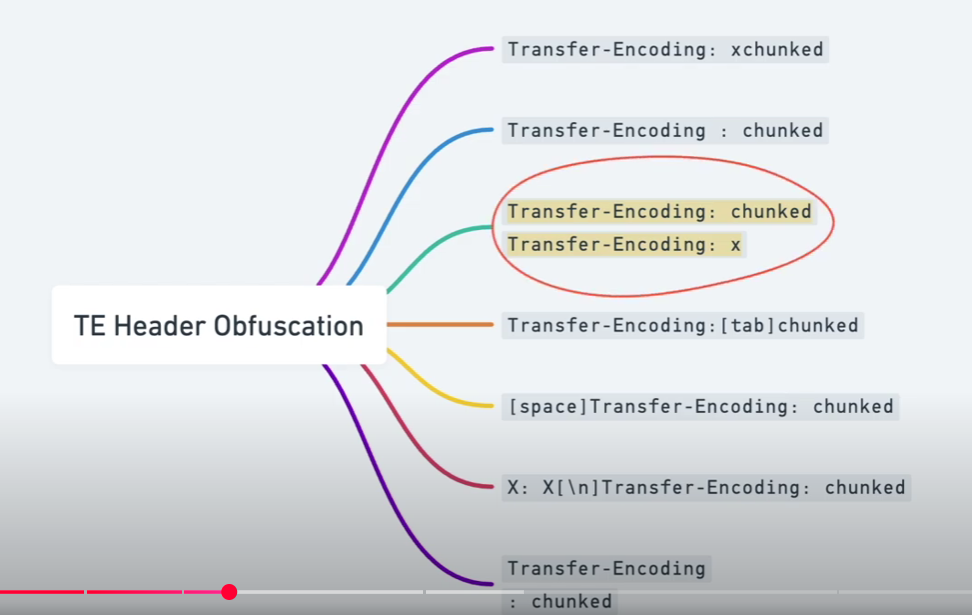 Transfer-Encoding: xchunked
Transfer-Encoding : chunked
Transfer-Encoding: chunked
Transfer-Encoding: x
TE Header Obfuscation
Transfer-Encoding:[tab]chunked
[space]Transfer-Encoding: chunked
X: X[\n]Transfer-Encoding: chunked
Transfer-Encoding
: chunked